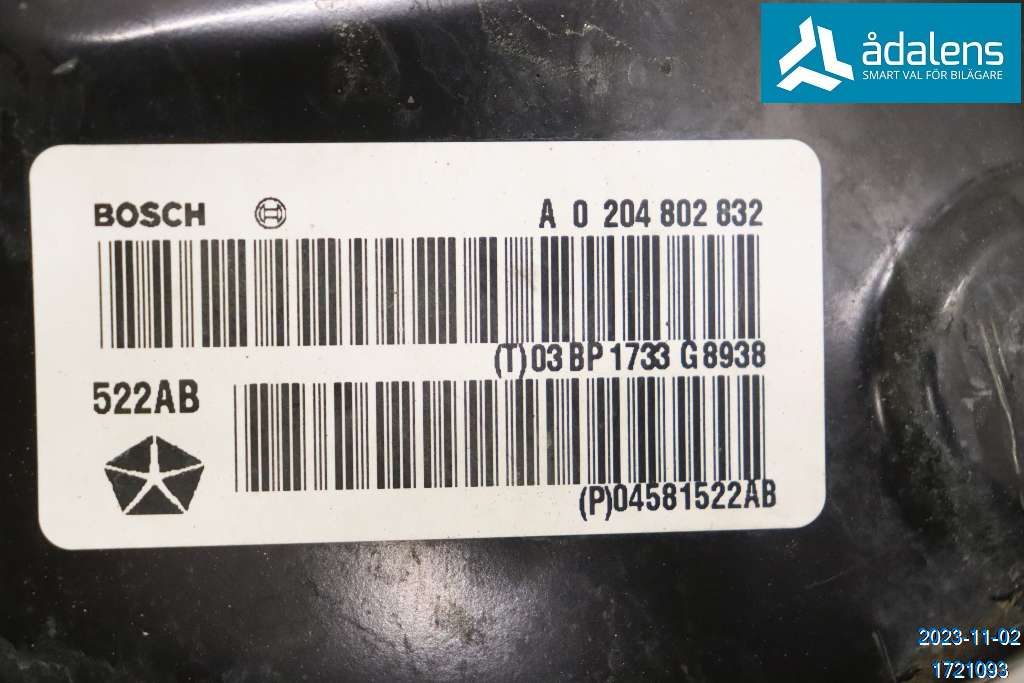 ådalens
SMART VAL FÖR BILÄGARE
BOSCH
A 0 204 802 832
(T)03 BP 1733 G 8938
522AB
(P)04581522AB
2023-11-02
1721093